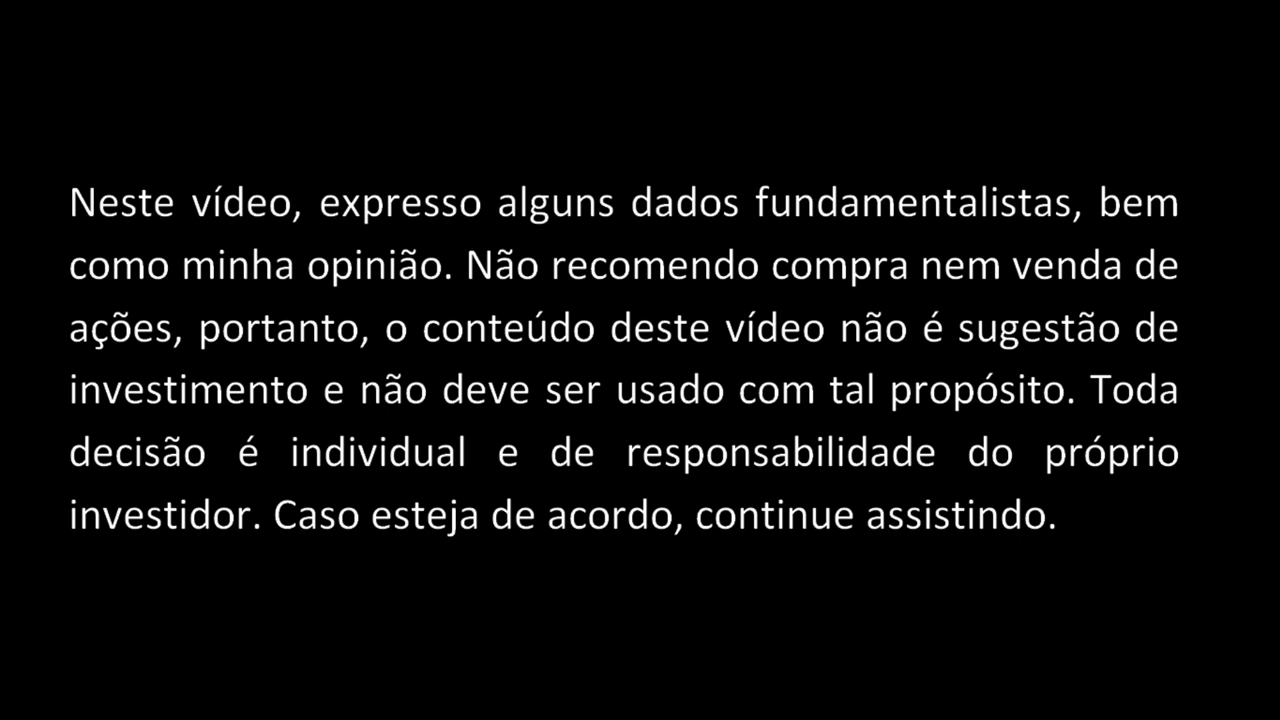 Neste vídeo, expresso alguns dados fundamentalistas, bem
como minha opinião. Não recomendo compra nem venda de
ações, portanto, o conteúdo deste vídeo não é sugestão de
investimento e não deve ser usado com tal propósito. Toda
decisão é individual e de responsabilidade do próprio
investidor. Caso esteja de acordo, continue assistindo.